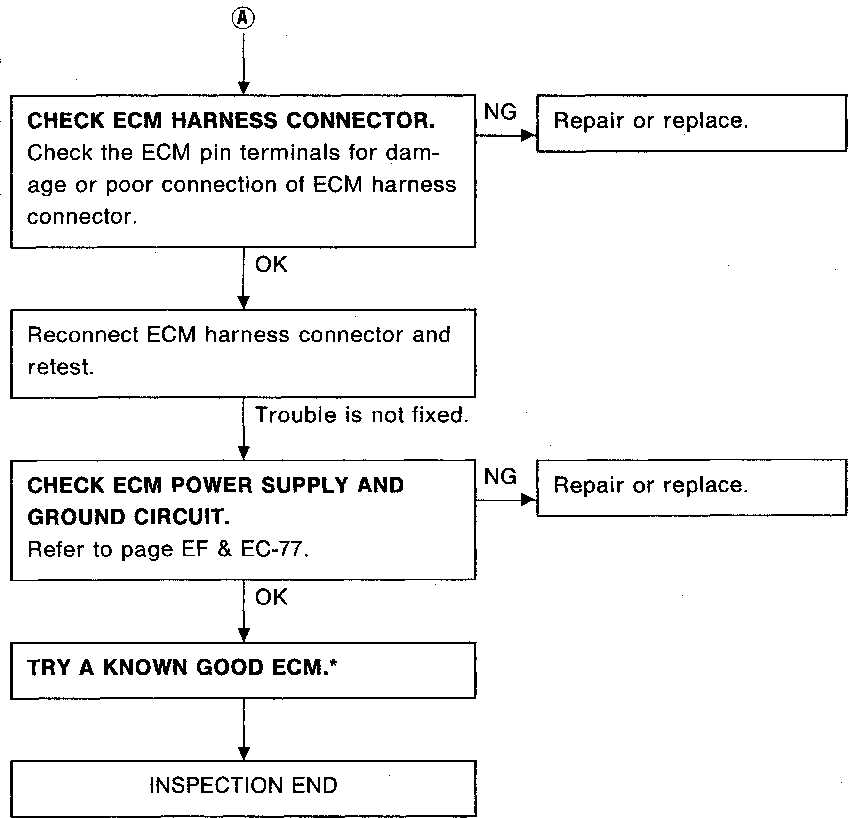 A
CHECK ECM HARNESS CONNECTOR.
Check the ECM pin terminals for dam-
age or poor connection of ECM harness
connector.
NG
Repair or replace.
OK
Reconnect ECM harness connector and
retest.
Trouble is not fixed.
CHECK ECM POWER SUPPLY AND
GROUND CIRCUIT.
Refer to page EF & EC-77.
NG
Repair or replace.
OK
TRY A KNOWN GOOD ECM.*
INSPECTION END